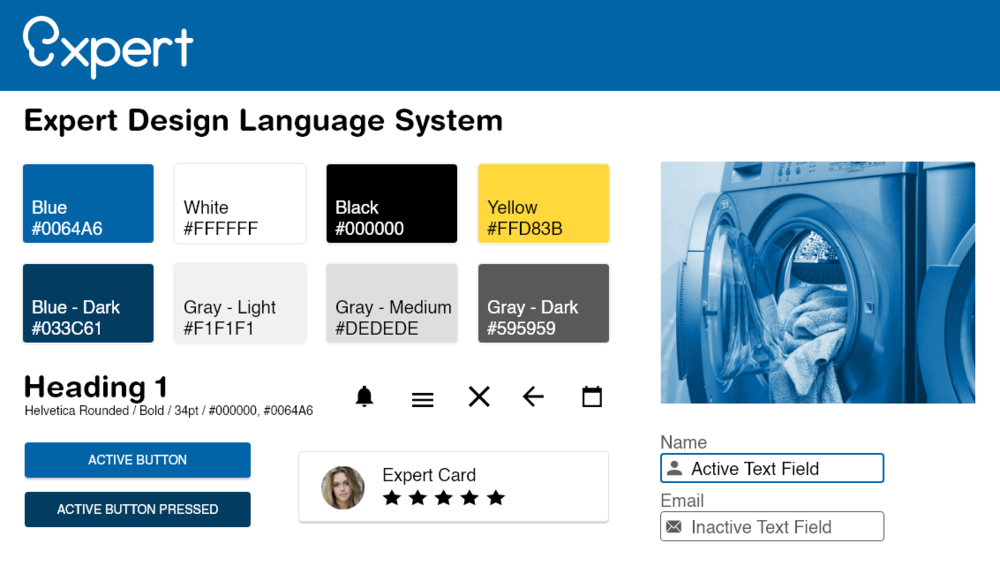 Expert
Expert Design Language System
Blue
#0064A6
White
#FFFFFF
Black
#000000
Yellow
#FFD83B
Blue - Dark
#033C61
Gray - Light
#F1F1F1
Gray - Medium
#DEDEDE
Gray - Dark
#595959
Heading 1
Helvetica Rounded / Bold / 34pt / #000000, #0064A6
ACTIVE BUTTON
ACTIVE BUTTON PRESSED
Expert Card
Name
Active Text Field
Email
Inactive Text Field